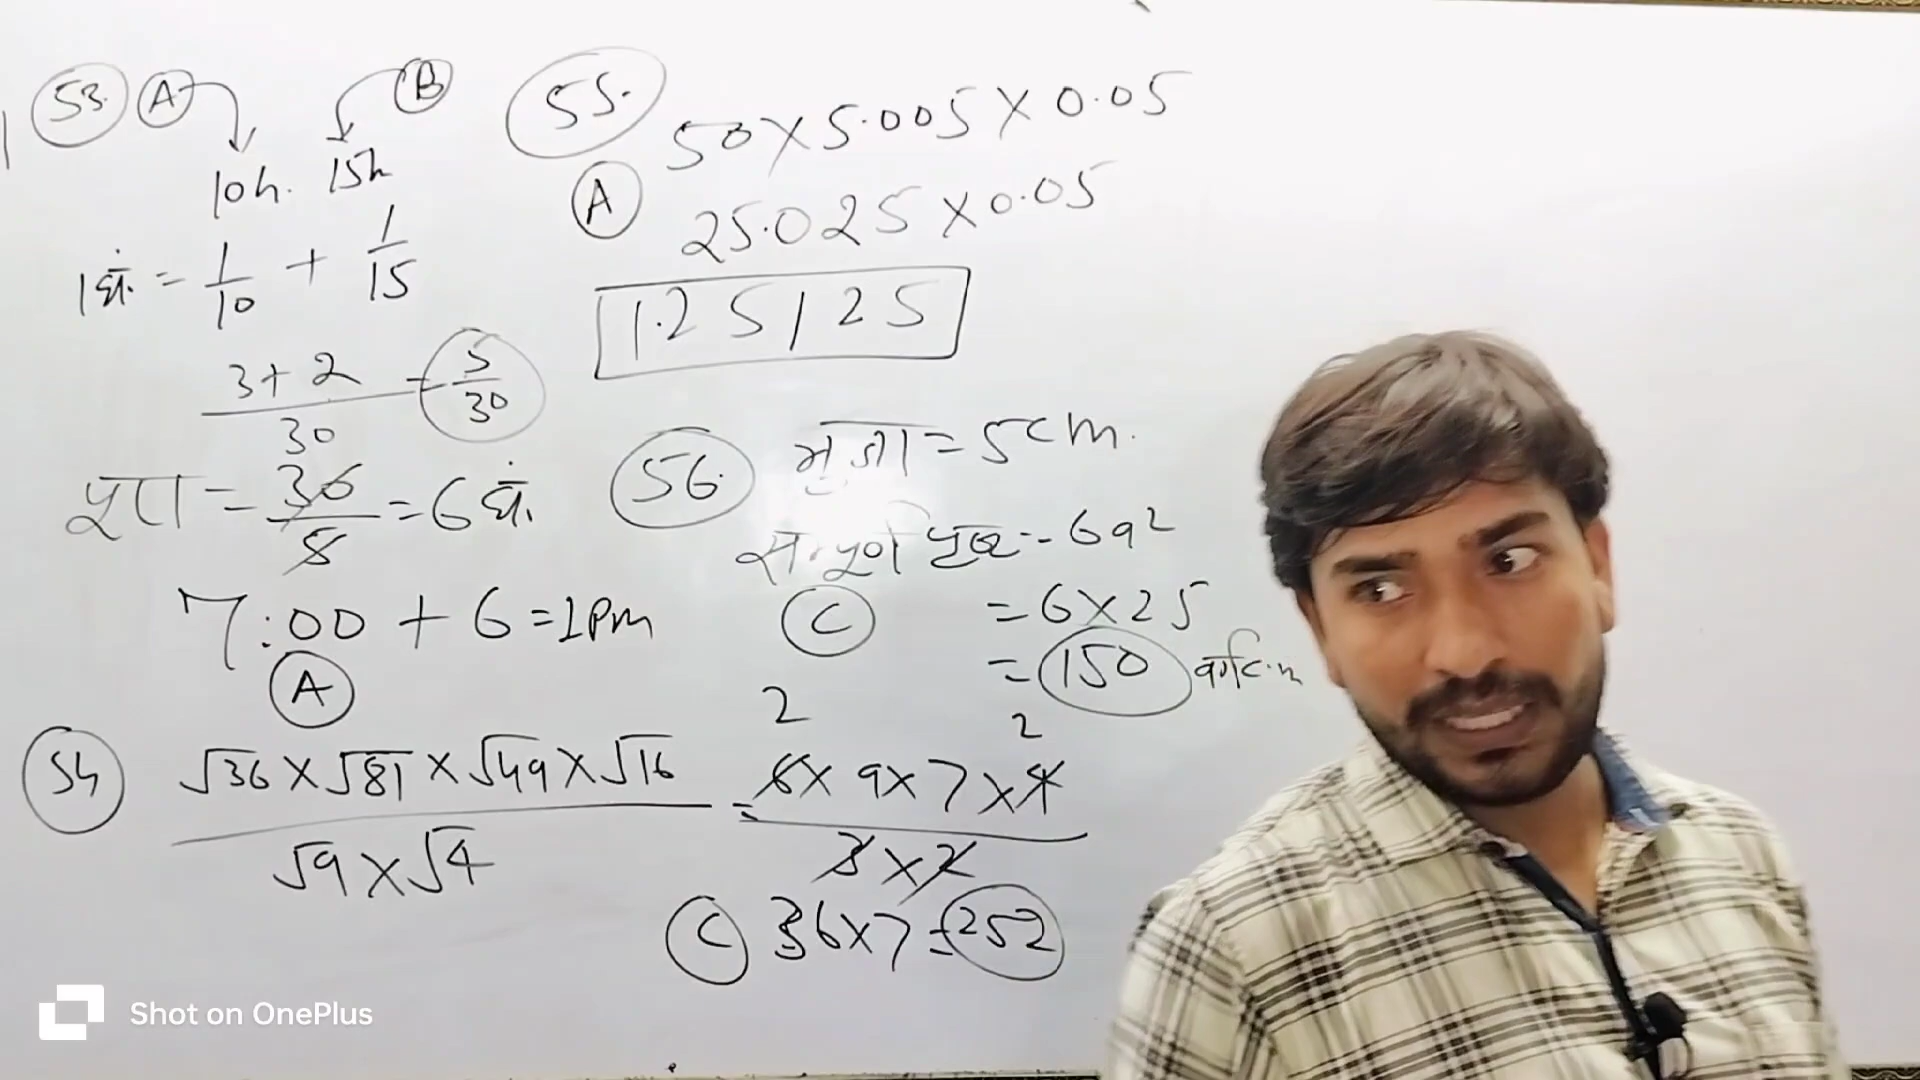 53. A B
10h. 15h
1घं. = 1/10 + 1/15
3+2/30 = 5/30
पूरा = 30/5 = 6 घं.
7:00 + 6 = 1Pm
A
54 √36 × √81 × √49 × √16 / √9 × √4 = 6 × 9 × 7 × 4 / 3 × 2
2 2
C 36×7 = 252
55. 50 × 5.005 × 0.05
A 25.025 × 0.05
1.25125
56. भुजा = 5cm.
सम्पूर्ण पृष्ठ = 6a²
C = 6×25
= 150
Shot on OnePlus